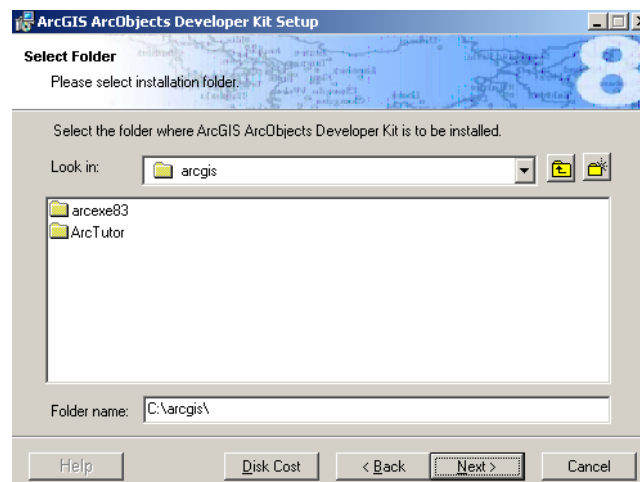 ArcGIS ArcObjects Developer Kit Setup
Select Folder
Please select installation folder.
8
Select the folder where ArcGIS ArcObjects Developer Kit is to be installed.
Look in:
arcgis
arcexe83
ArcTutor
Folder name:
C:\arcgis\
Help
Disk Cost
< Back
Next >
Cancel